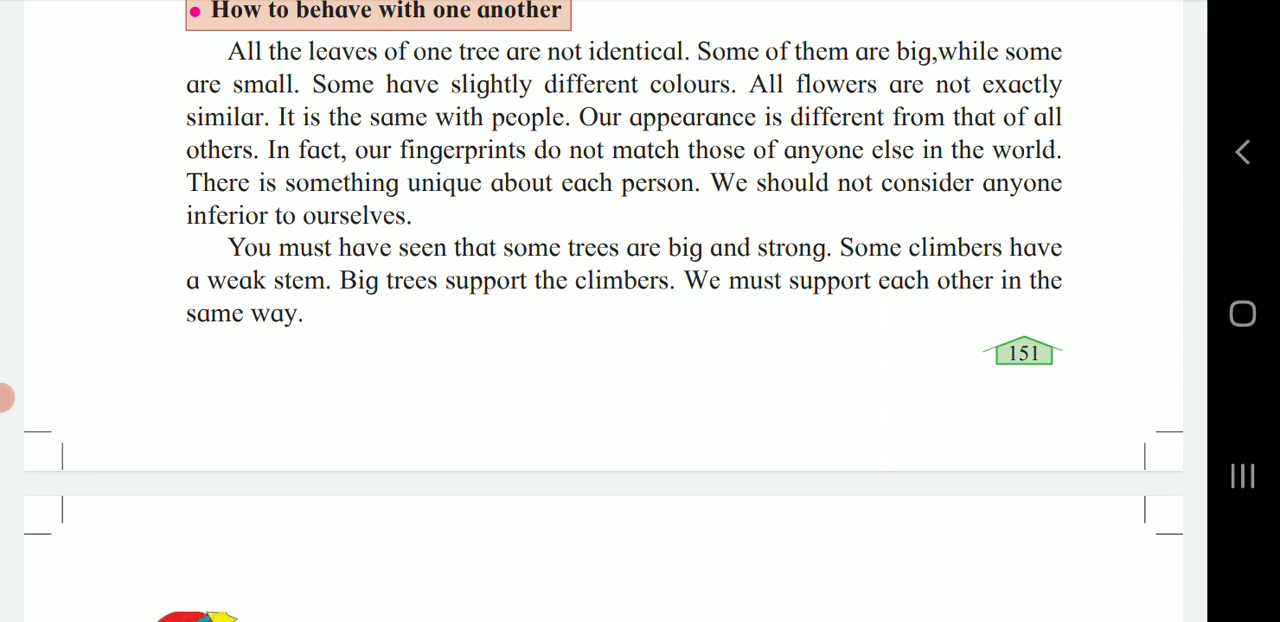 How to behave with one another
All the leaves of one tree are not identical. Some of them are big,while some
are small. Some have slightly different colours. All flowers are not exactly
similar. It is the same with people. Our appearance is different from that of all
others. In fact, our fingerprints do not match those of anyone else in the world.
There is something unique about each person. We should not consider anyone
inferior to ourselves.
You must have seen that some trees are big and strong. Some climbers have
a weak stem. Big trees support the climbers. We must support each other in the
same way.
151